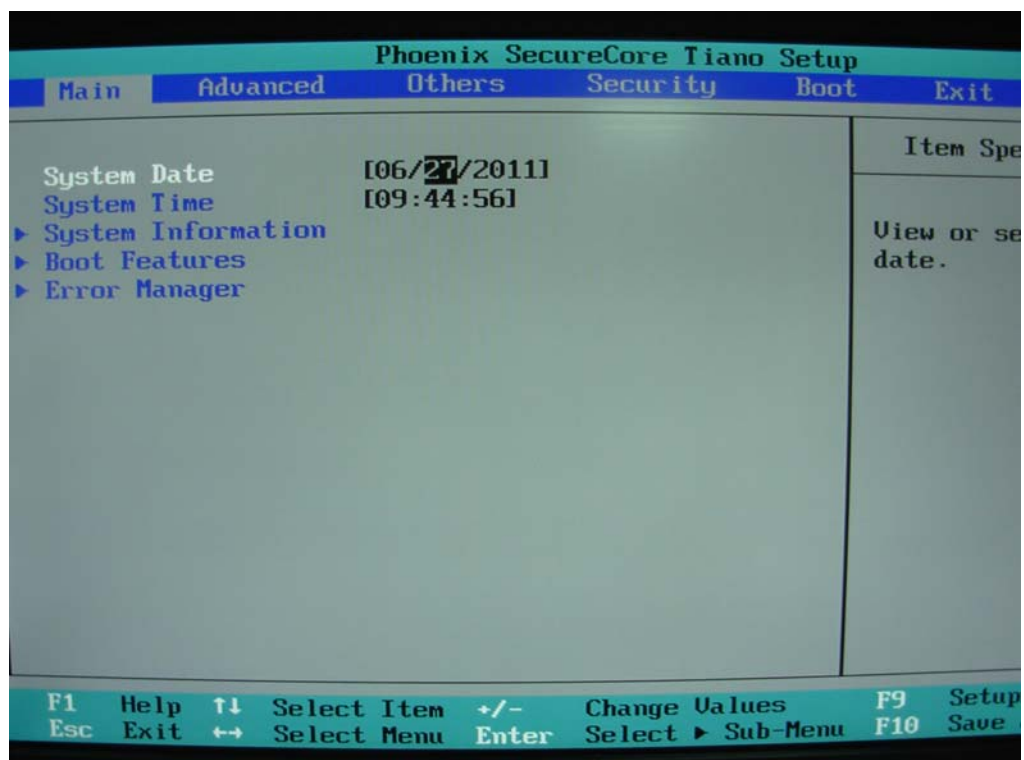 Phoenix SecureCore Tiano Setup
Main Advanced Others Security Boot Exit
Item Spe
System Date [06/27/2011]
System Time [09:44:56]
▶ System Information
▶ Boot Features
▶ Error Manager
View or se
date.
F1 Help ↑↓ Select Item +/- Change Values F9 Setup
Esc Exit ↔ Select Menu Enter Select ▶ Sub-Menu F10 Save